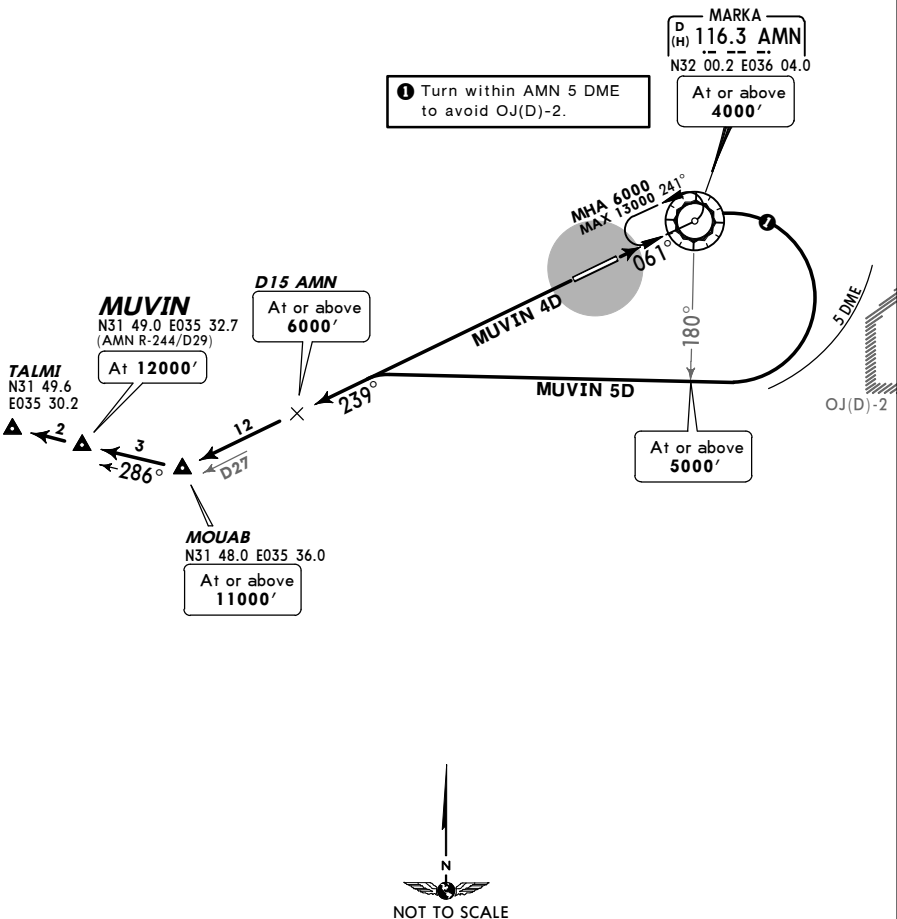 MARKA
D
(H) 116.3 AMN
N32 00.2 E036 04.0
At or above
4000'
1 Turn within AMN 5 DME
to avoid OJ(D)-2.
MHA 6000
MAX 13000
241°
061°
1
5 DME
OJ(D)-2
180°
D15 AMN
At or above
6000'
MUVIN 4D
MUVIN 5D
239°
At or above
5000'
MUVIN
N31 49.0 E035 32.7
(AMN R-244/D29)
At 12000'
TALMI
N31 49.6
E035 30.2
2
3
286°
12
D27
MOUAB
N31 48.0 E035 36.0
At or above
11000'
N
NOT TO SCALE